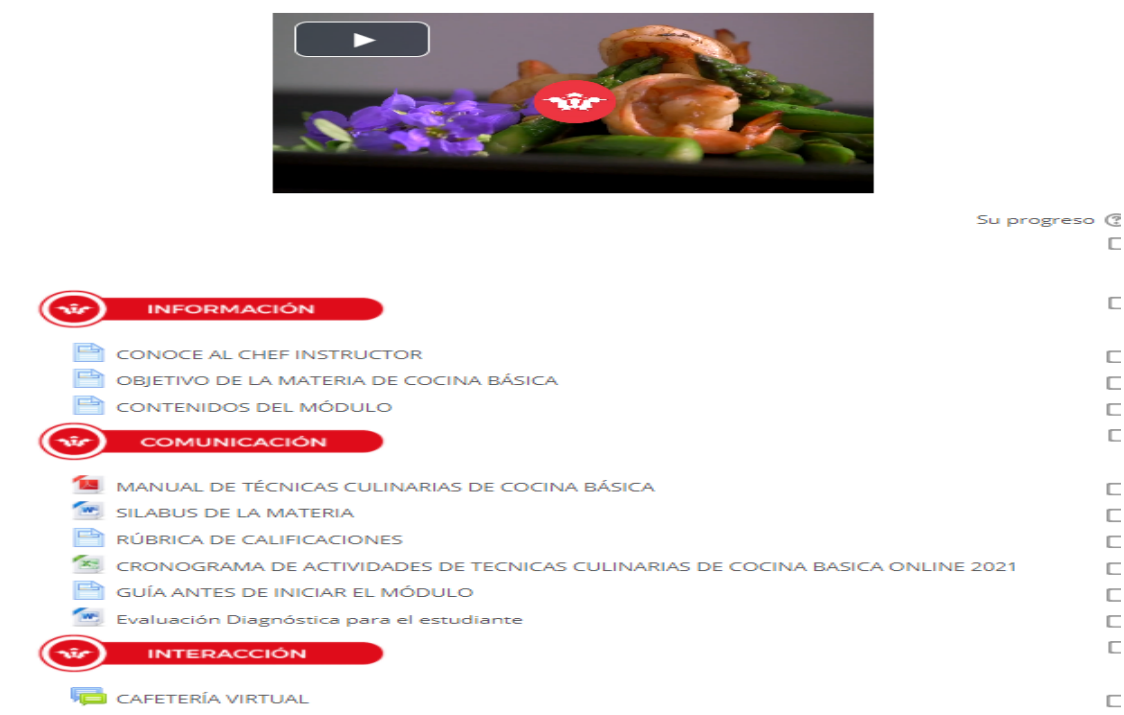 Su progreso
INFORMACIÓN
CONOCE AL CHEF INSTRUCTOR
OBJETIVO DE LA MATERIA DE COCINA BÁSICA
CONTENIDOS DEL MÓDULO
COMUNICACIÓN
MANUAL DE TÉCNICAS CULINARIAS DE COCINA BÁSICA
SILABUS DE LA MATERIA
RÚBRICA DE CALIFICACIONES
CRONOGRAMA DE ACTIVIDADES DE TECNICAS CULINARIAS DE COCINA BASICA ONLINE 2021
GUÍA ANTES DE INICIAR EL MÓDULO
Evaluación Diagnóstica para el estudiante
INTERACCIÓN
CAFETERÍA VIRTUAL